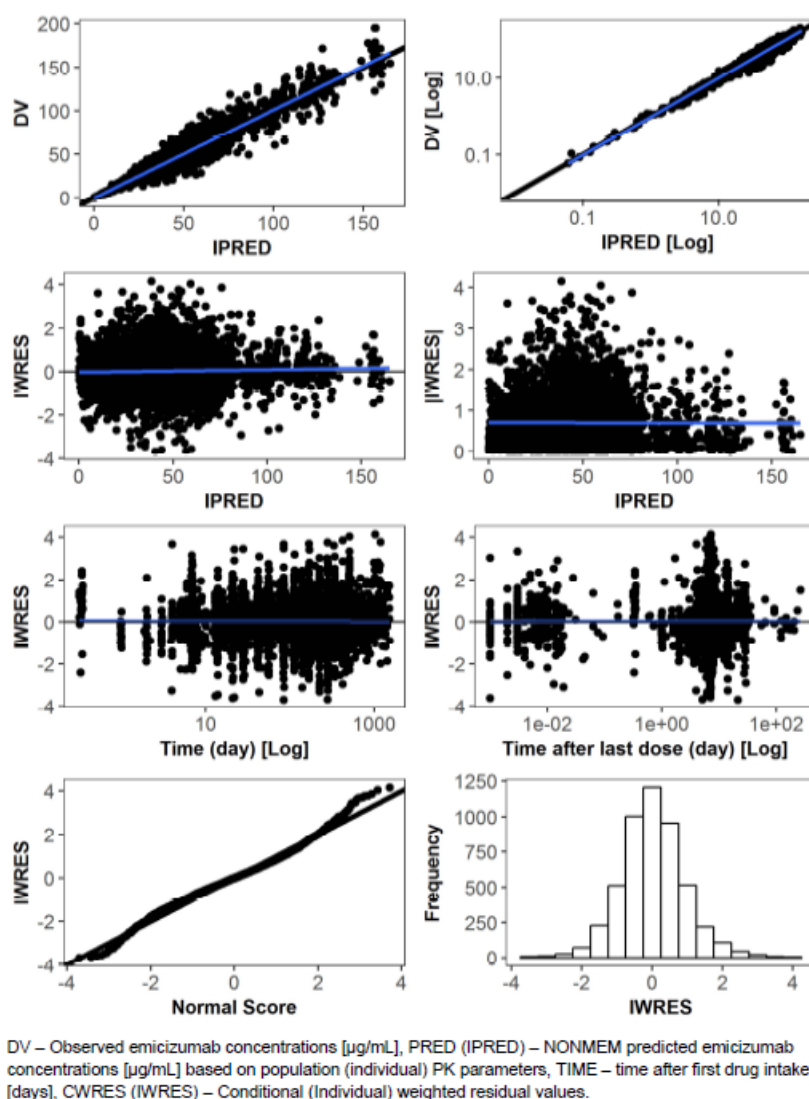 200
150
100
50
0
DV
0 50 100 150
IPRED
10.0
0.1
DV [Log]
0.1 10.0
IPRED [Log]
4
2
0
-2
-4
IWRES
0 50 100 150
IPRED
4
3
2
1
0
|IWRES|
0 50 100 150
IPRED
4
2
0
-2
-4
IWRES
10 1000
Time (day) [Log]
4
2
0
-2
-4
IWRES
1e-02 1e+00 1e+02
Time after last dose (day) [Log]
4
2
0
-2
-4
IWRES
-4 -2 0 2 4
Normal Score
1250
1000
750
500
250
0
Frequency
-4 -2 0 2 4
IWRES
DV – Observed emicizumab concentrations [µg/mL], PRED (IPRED) – NONMEM predicted emicizumab
concentrations [µg/mL] based on population (individual) PK parameters, TIME – time after first drug intake
[days], CWRES (IWRES) – Conditional (Individual) weighted residual values.